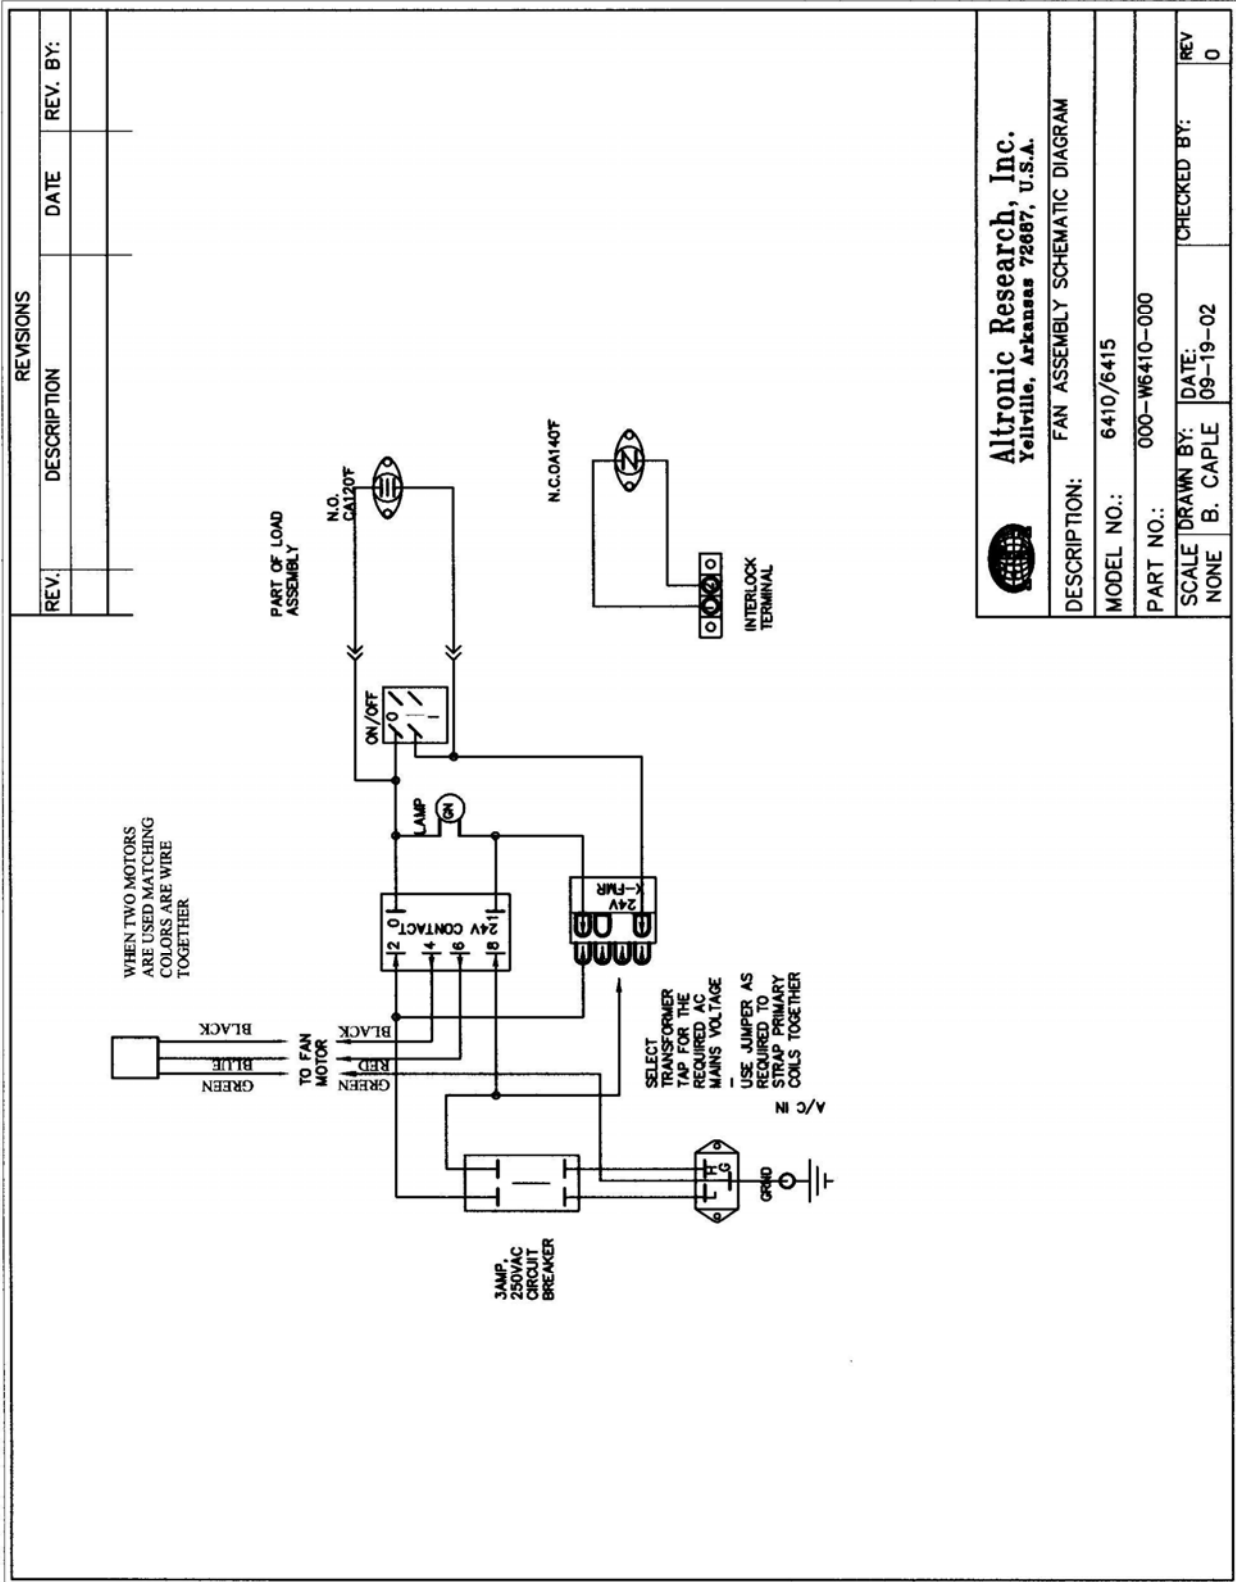 REVISIONS
REV. DESCRIPTION DATE REV. BY:
WHEN TWO MOTORS
ARE USED MATCHING
COLORS ARE WIRE
TOGETHER
GREEN
BLUE
BLACK
TO FAN
MOTOR
GREEN
RED
BLACK
3AMP,
250VAC
CIRCUIT
BREAKER
2
4
6
8
0
1
24V CONTACT
LAMP
GN
ON/OFF
0
PART OF LOAD
ASSEMBLY
N.O.
OA120°F
N.C.OA140°F
INTERLOCK
TERMINAL
24V
X-FMR
SELECT
TRANSFORMER
TAP FOR THE
REQUIRED AC
MAINS VOLTAGE
–
USE JUMPER AS
REQUIRED TO
STRAP PRIMARY
COILS TOGETHER
A/C IN
L
H
G
GRND
Altronic Research, Inc.
Yellville, Arkansas 72687, U.S.A.
DESCRIPTION: FAN ASSEMBLY SCHEMATIC DIAGRAM
MODEL NO.: 6410/6415
PART NO.: 000-W6410-000
SCALE DRAWN BY: DATE: CHECKED BY: REV
NONE B. CAPLE 09-19-02 0